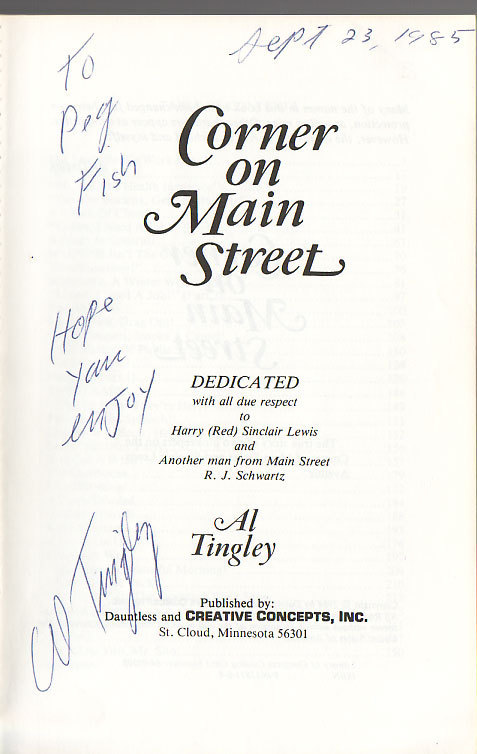 Sept 23, 1985
To
Peg
Fish
Corner
on
Main
Street
Hope
you
enjoy
DEDICATED
with all due respect
to
Harry (Red) Sinclair Lewis
and
Another man from Main Street
R. J. Schwartz
Al
Tingley
Al Tingley
Published by:
Dauntless and CREATIVE CONCEPTS, INC.
St. Cloud, Minnesota 56301